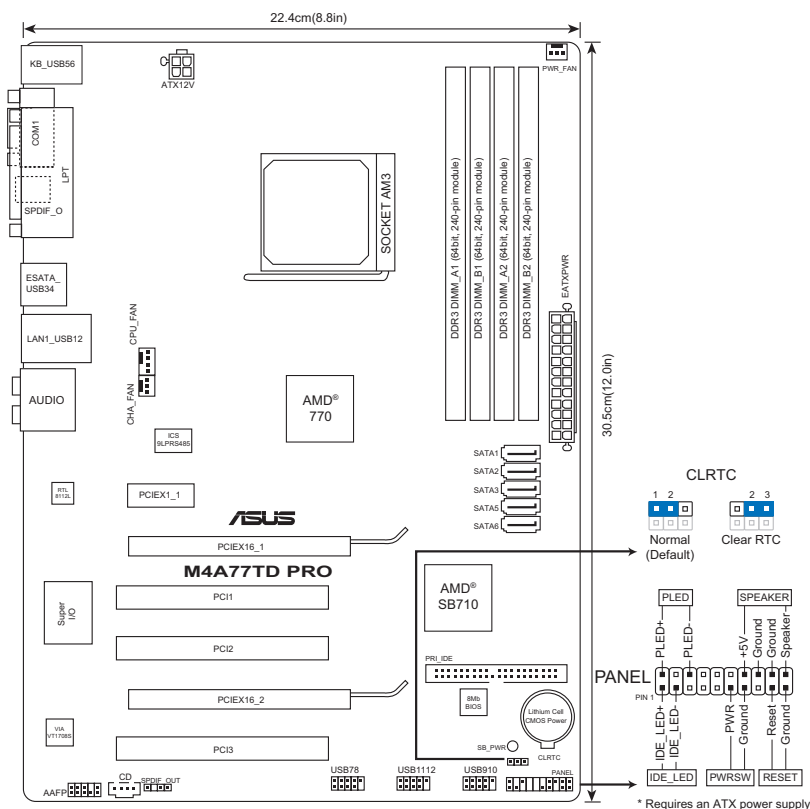 22.4cm(8.8in)
KB_USB56
ATX12V
PWR_FAN
COM1
LPT
SPDIF_O
SOCKET AM3
DDR3 DIMM_A1 (64bit, 240-pin module)
DDR3 DIMM_B1 (64bit, 240-pin module)
DDR3 DIMM_A2 (64bit, 240-pin module)
DDR3 DIMM_B2 (64bit, 240-pin module)
EATXPWR
30.5cm(12.0in)
ESATA_
USB34
LAN1_USB12
CPU_FAN
CHA_FAN
AUDIO
AMD®
770
ICS
9LPRS485
SATA1
SATA2
SATA3
SATA5
SATA6
RTL
8112L
PCIEX1_1
ASUS
PCIEX16_1
M4A77TD PRO
PCI1
Super
I/O
PCI2
PCIEX16_2
VIA
VT1708S
PCI3
AMD®
SB710
PRI_IDE
8Mb
BIOS
Lithium Cell
CMOS Power
SB_PWR
CLRTC
AAFP
CD
SPDIF_OUT
USB78
USB1112
USB910
PANEL
CLRTC
1 2
2 3
Normal
(Default)
Clear RTC
PLED
SPEAKER
PLED+
PLED-
+5V
Ground
Ground
Speaker
PANEL
PIN 1
IDE_LED+
IDE_LED-
PWR
Ground
Reset
Ground
IDE_LED
PWRSW
RESET
* Requires an ATX power supply